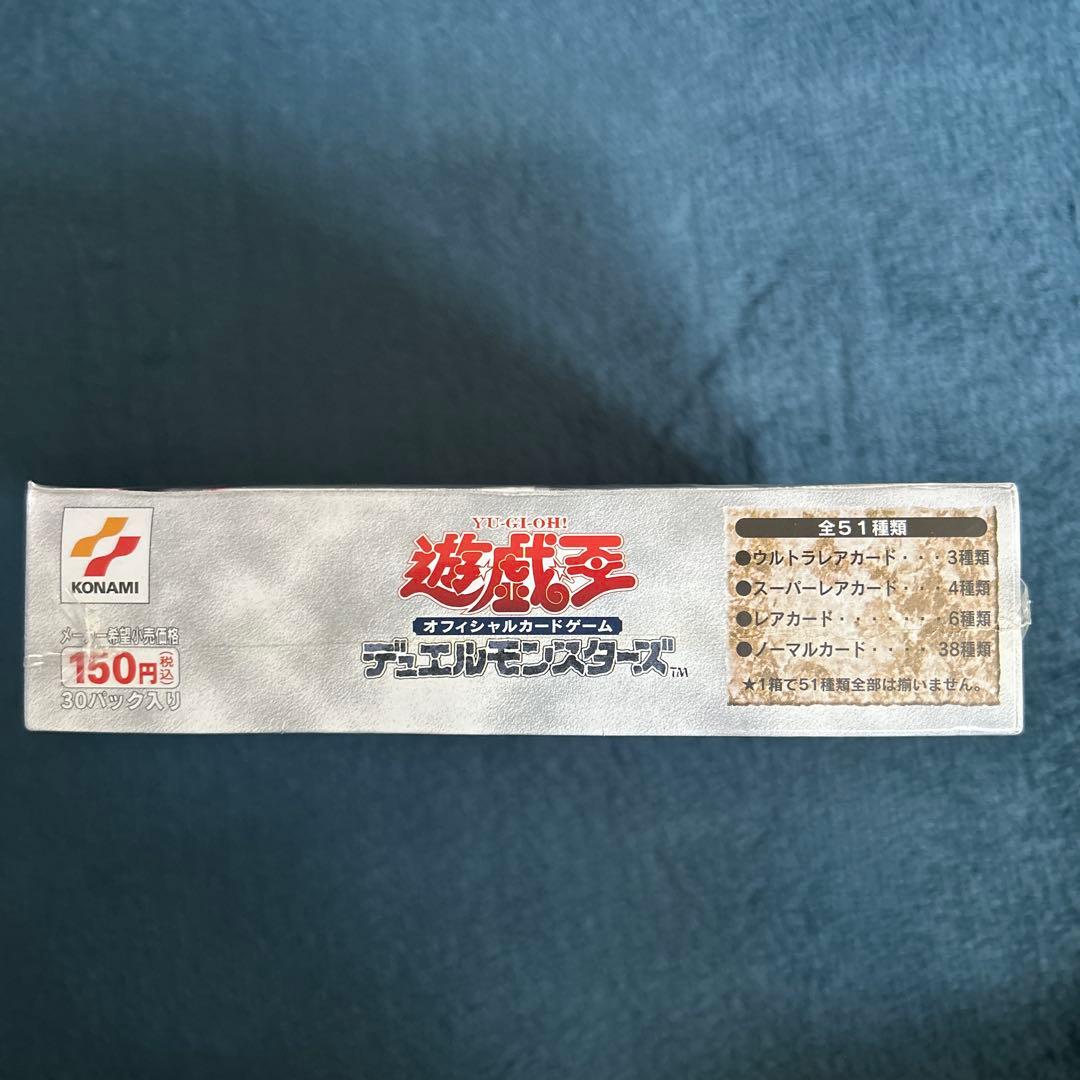 KONAMI
メーカー希望小売価格
150円(税込)
30パック入り
YU-GI-OH!
遊戯王
オフィシャルカードゲーム
デュエルモンスターズ™
全51種類
●ウルトラレアカード・・・3種類
●スーパーレアカード・・4種類
●レアカード・・・・・・6種類
●ノーマルカード・・・・38種類
★1箱で51種類全部は揃いません。